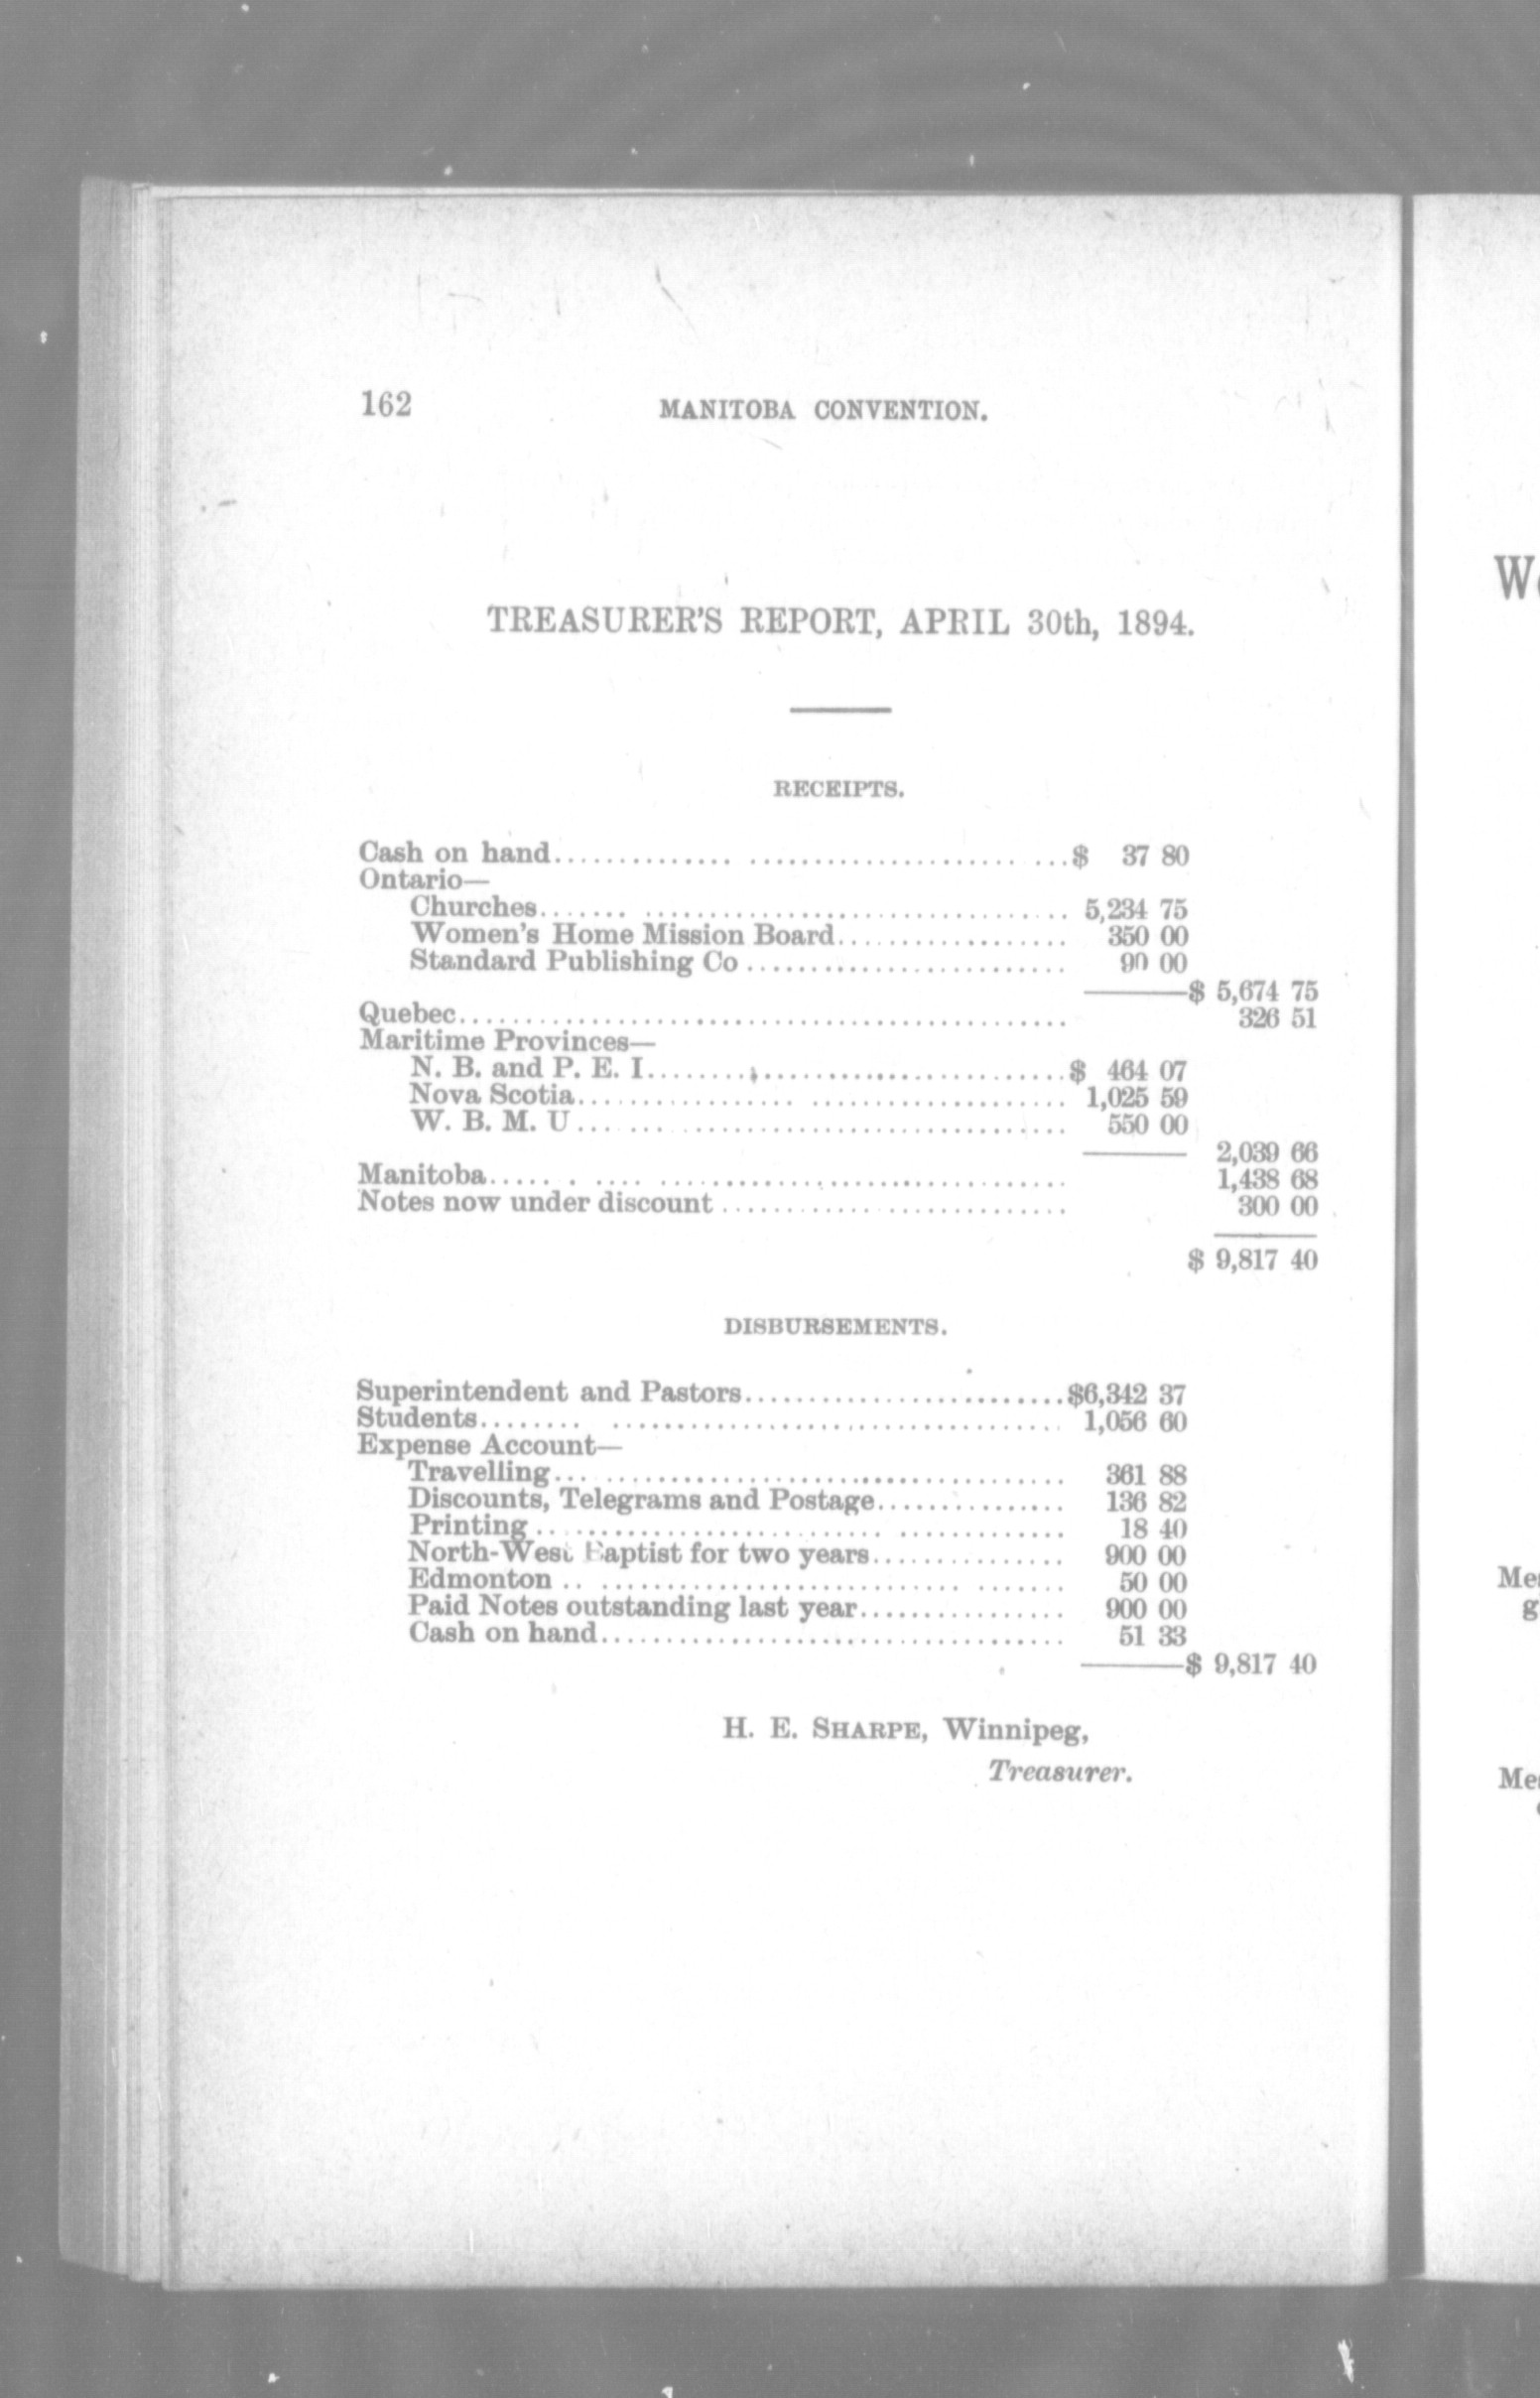 162 MANITOBA CONVENTION.
TREASURER'S REPORT, APRIL 30th, 1894.
RECEIPTS.
Cash on hand.............. ......................... ...$ 37 80
Ontario—
Churches....... ................................. 5,234 75
Women's Home Mission Board.................. 350 00
Standard Publishing Co ......................... 90 00
$ 5,674 75
Quebec.............................................. 326 51
Maritime Provinces—
N. B. and P. E. I................................$ 464 07
Nova Scotia................. .................... 1,025 59
W. B. M. U... ... .............................. 550 00
2,039 66
Manitoba..... . .... ............................... 1,438 68
Notes now under discount ........................... 300 00
$ 9,817 40
DISBURSEMENTS.
Superintendent and Pastors.........................$6,342 37
Students........ ................................... 1,056 60
Expense Account—
Travelling... ................................... 361 88
Discounts, Telegrams and Postage............... 136 82
Printing ........................... ............. 18 40
North-West Baptist for two years............... 900 00
Edmonton .. ............................ ....... 50 00
Paid Notes outstanding last year................ 900 00
Cash on hand................................... 51 33
$ 9,817 40
H. E. SHARPE, Winnipeg,
Treasurer.